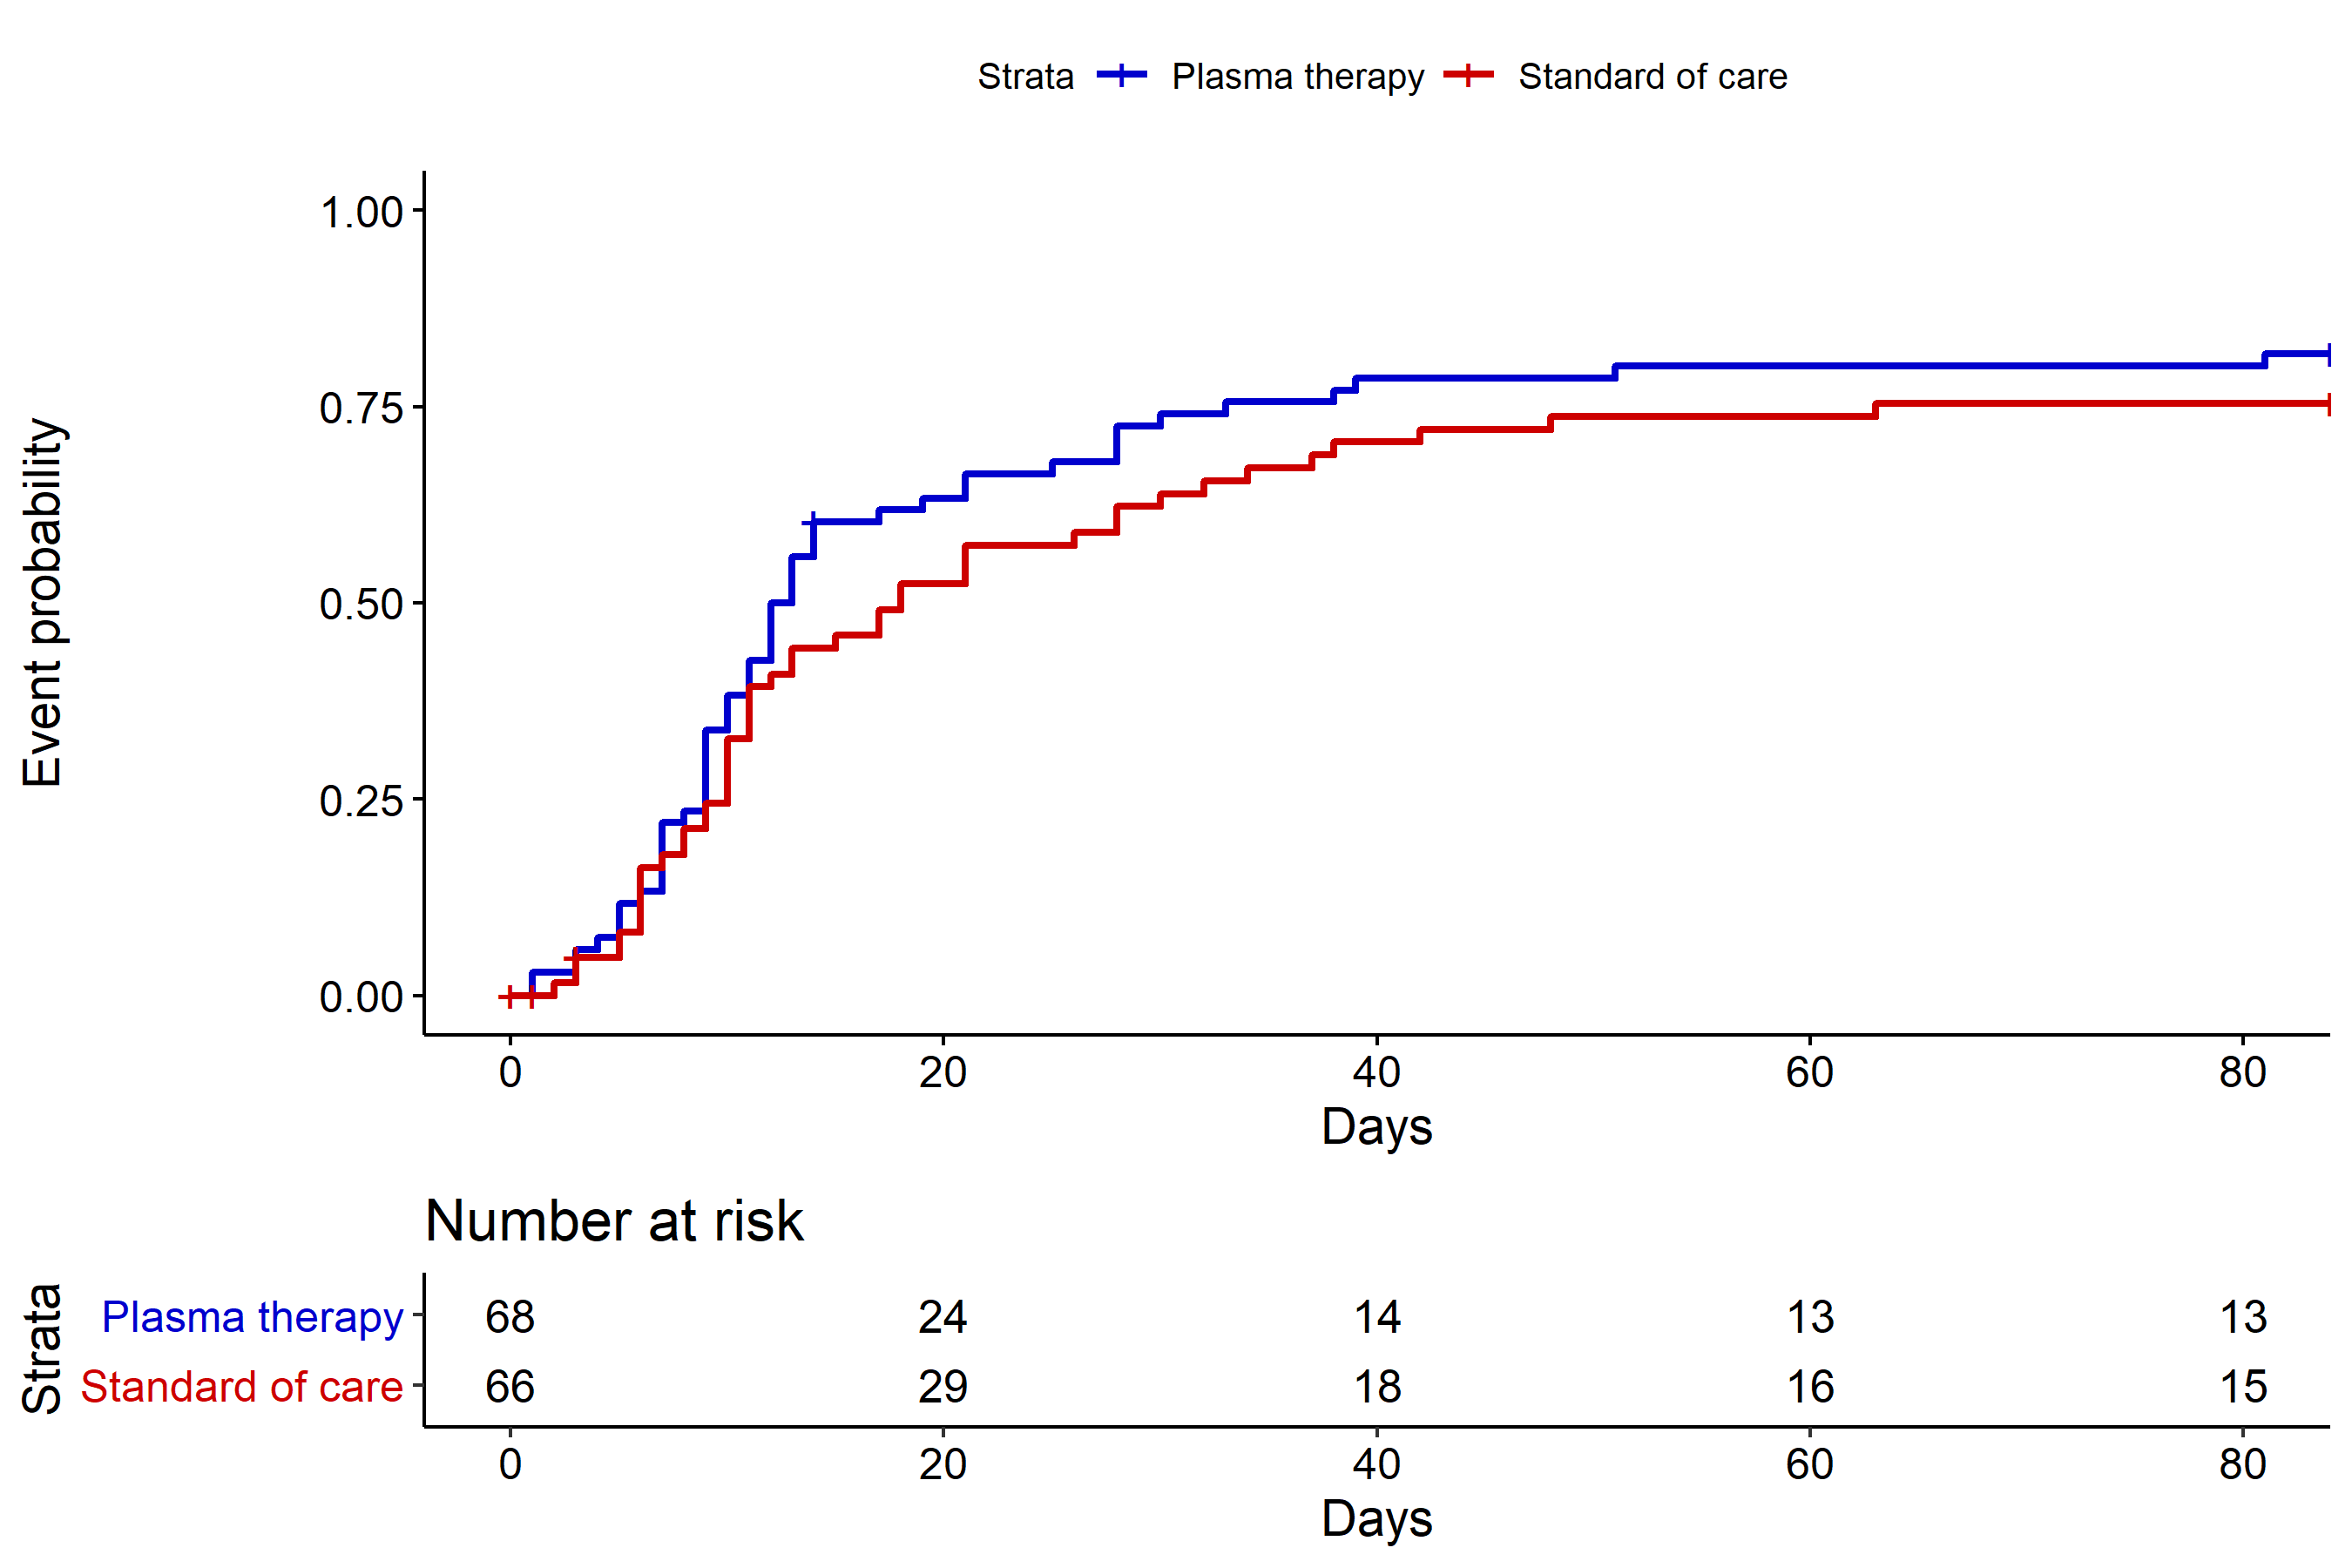 Strata Plasma therapy Standard of care
Event probability
1.00
0.75
0.50
0.25
0.00
0 20 40 60 80
Days
Number at risk
Strata
Plasma therapy 68 24 14 13 13
Standard of care 66 29 18 16 15
0 20 40 60 80
Days